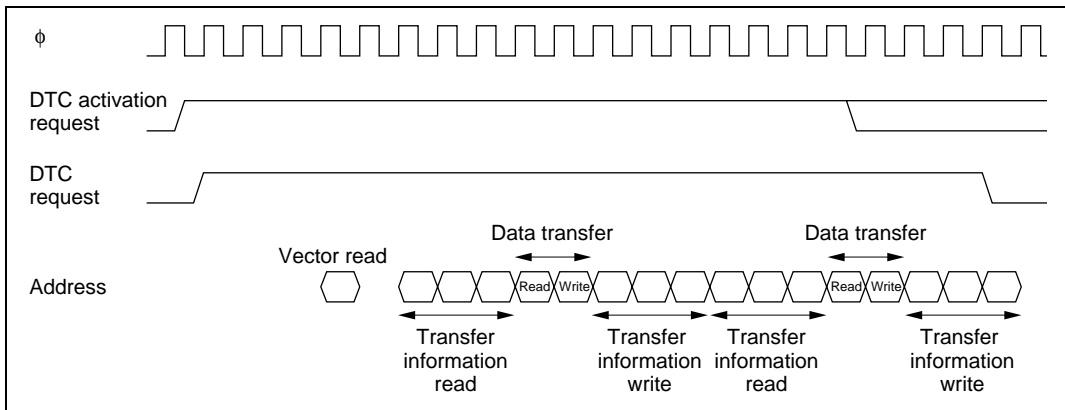 ϕ
DTC activation
request
DTC
request
Data transfer
Data transfer
Vector read
Address
Read
Write
Read
Write
Transfer
information
read
Transfer
information
write
Transfer
information
read
Transfer
information
write